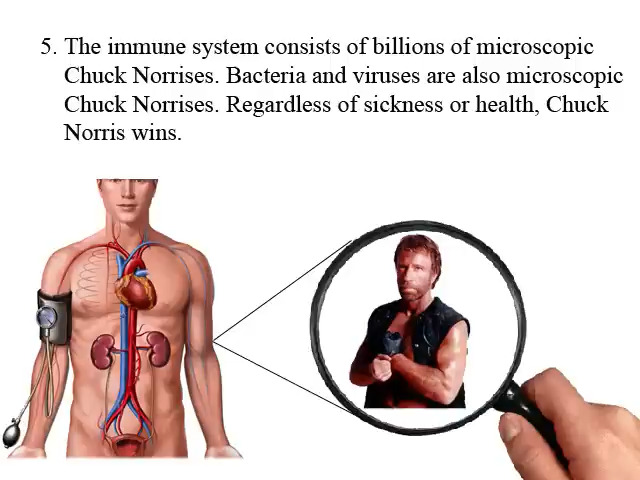 5. The immune system consists of billions of microscopic
Chuck Norrises. Bacteria and viruses are also microscopic
Chuck Norrises. Regardless of sickness or health, Chuck
Norris wins.